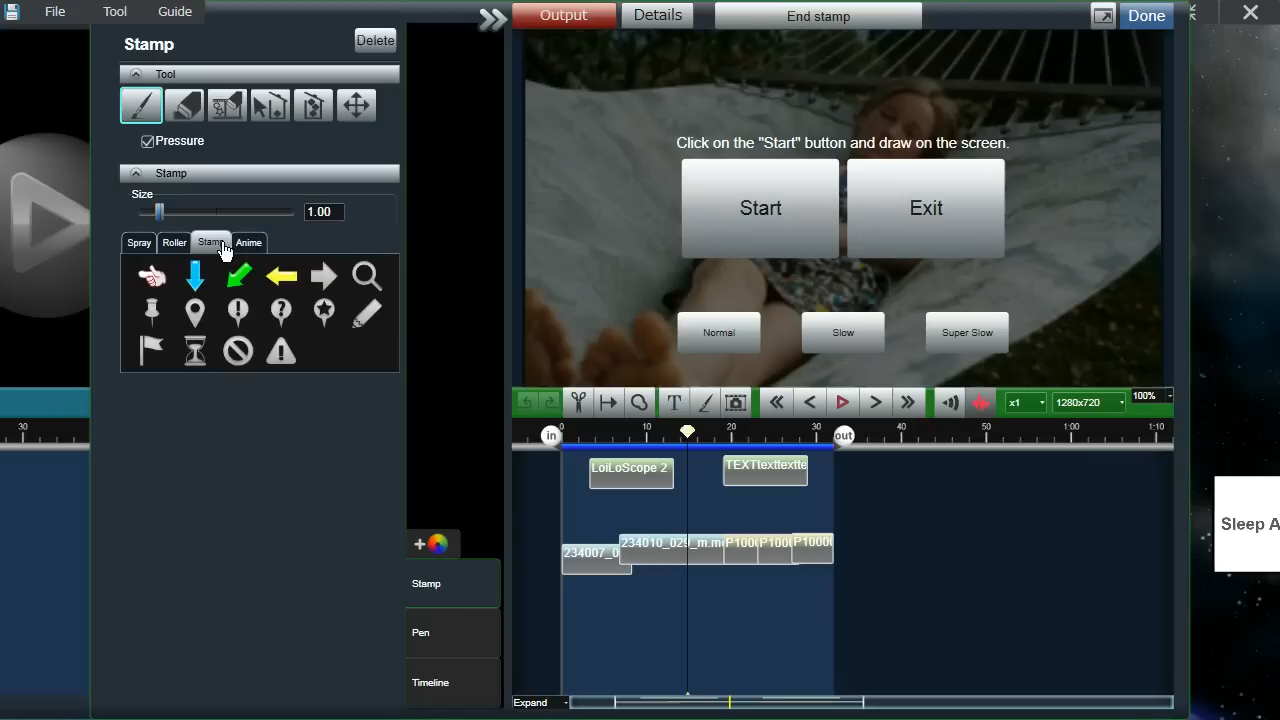 File
Tool
Guide
Output
Details
End stamp
Done
Stamp
Delete
Tool
Pressure
Stamp
Size
1.00
Spray
Roller
Stamp
Anime
Click on the "Start" button and draw on the screen.
Start
Exit
Normal
Slow
Super Slow
x1
1280x720
100%
30
in
0
10
20
30
out
40
50
1:00
1:10
LoiLoScope 2
TEXTtexttextte
234007_0
234010_029_m.m
P100
P100
P1000
Sleep A
Stamp
Pen
Timeline
Expand